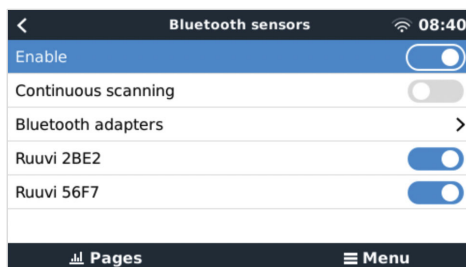 Bluetooth sensors 08:40
Enable
Continuous scanning
Bluetooth adapters
Ruuvi 2BE2
Ruuvi 56F7
Pages Menu